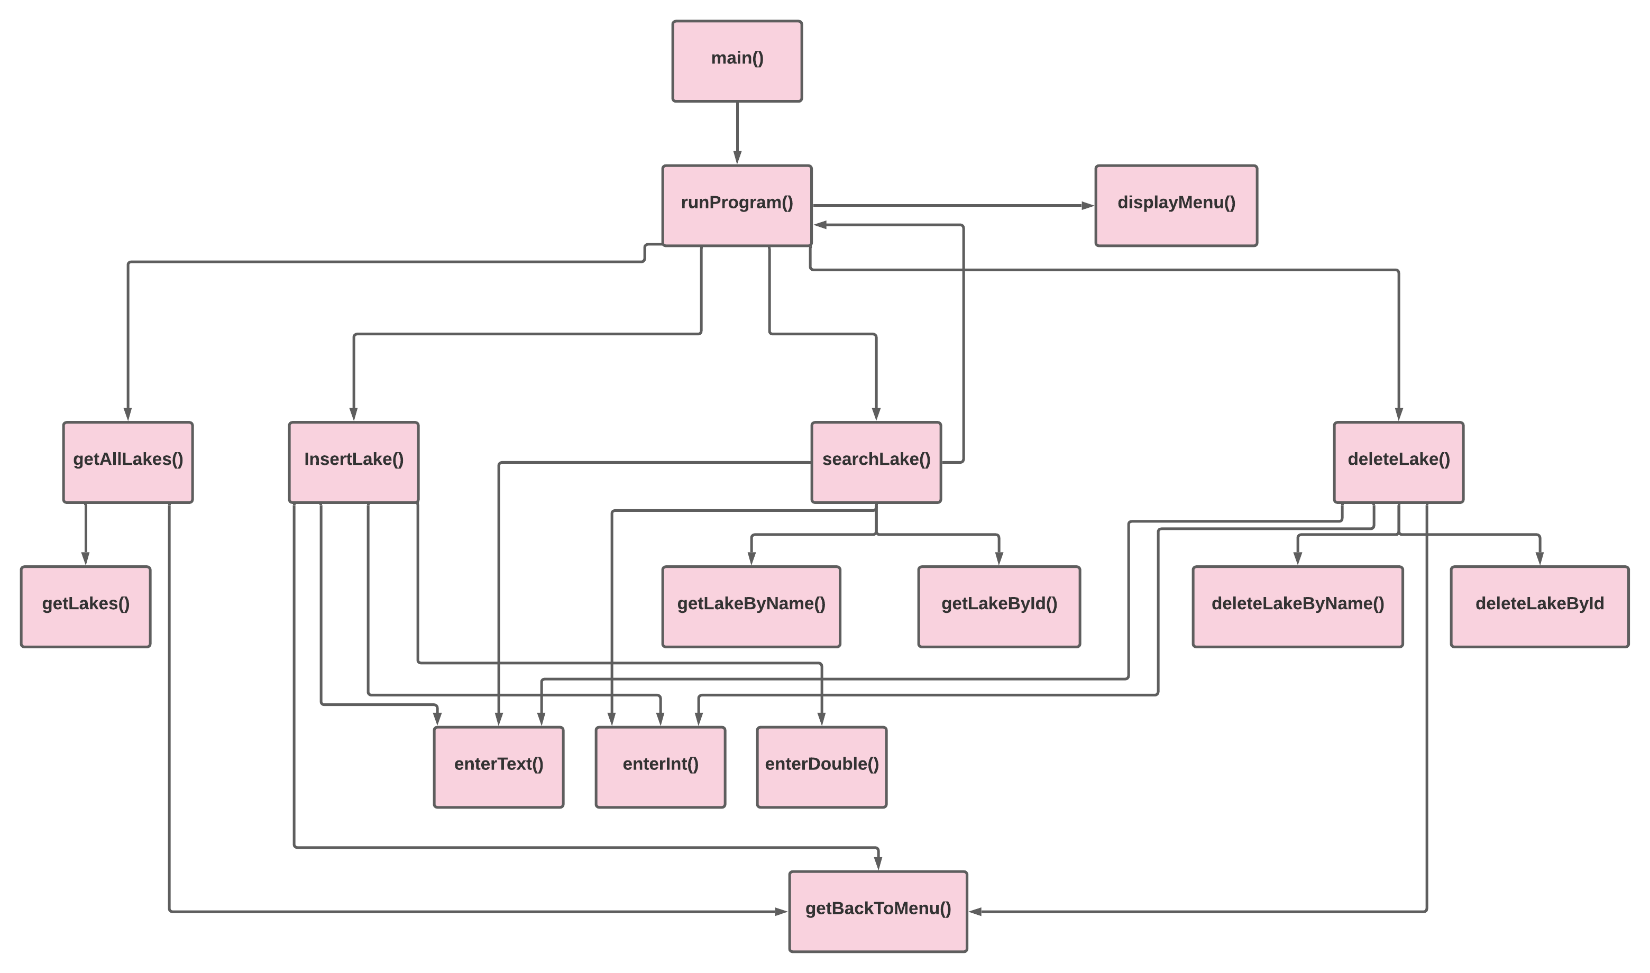 main()
runProgram()
displayMenu()
getAllLakes()
InsertLake()
searchLake()
deleteLake()
getLakes()
getLakeByName()
getLakeById()
deleteLakeByName()
deleteLakeById
enterText()
enterInt()
enterDouble()
getBackToMenu()